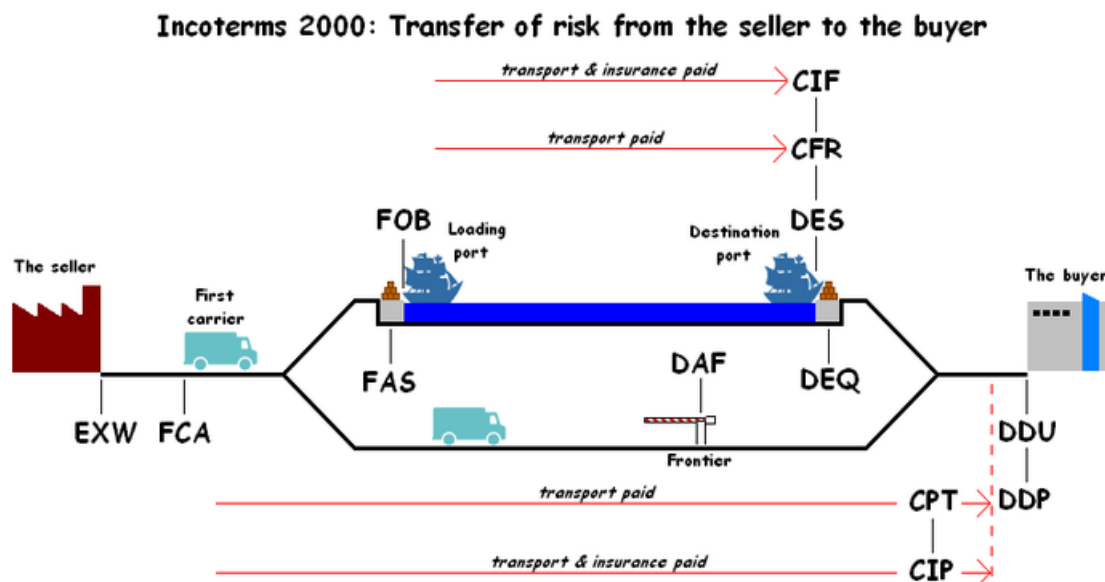 Incoterms 2000: Transfer of risk from the seller to the buyer
transport & insurance paid
CIF
transport paid
CFR
FOB
Loading
port
Destination
port
DES
The seller
The buyer
First
carrier
FAS
DAF
DEQ
EXW
FCA
Frontier
DDU
transport paid
CPT
DDP
transport & insurance paid
CIP